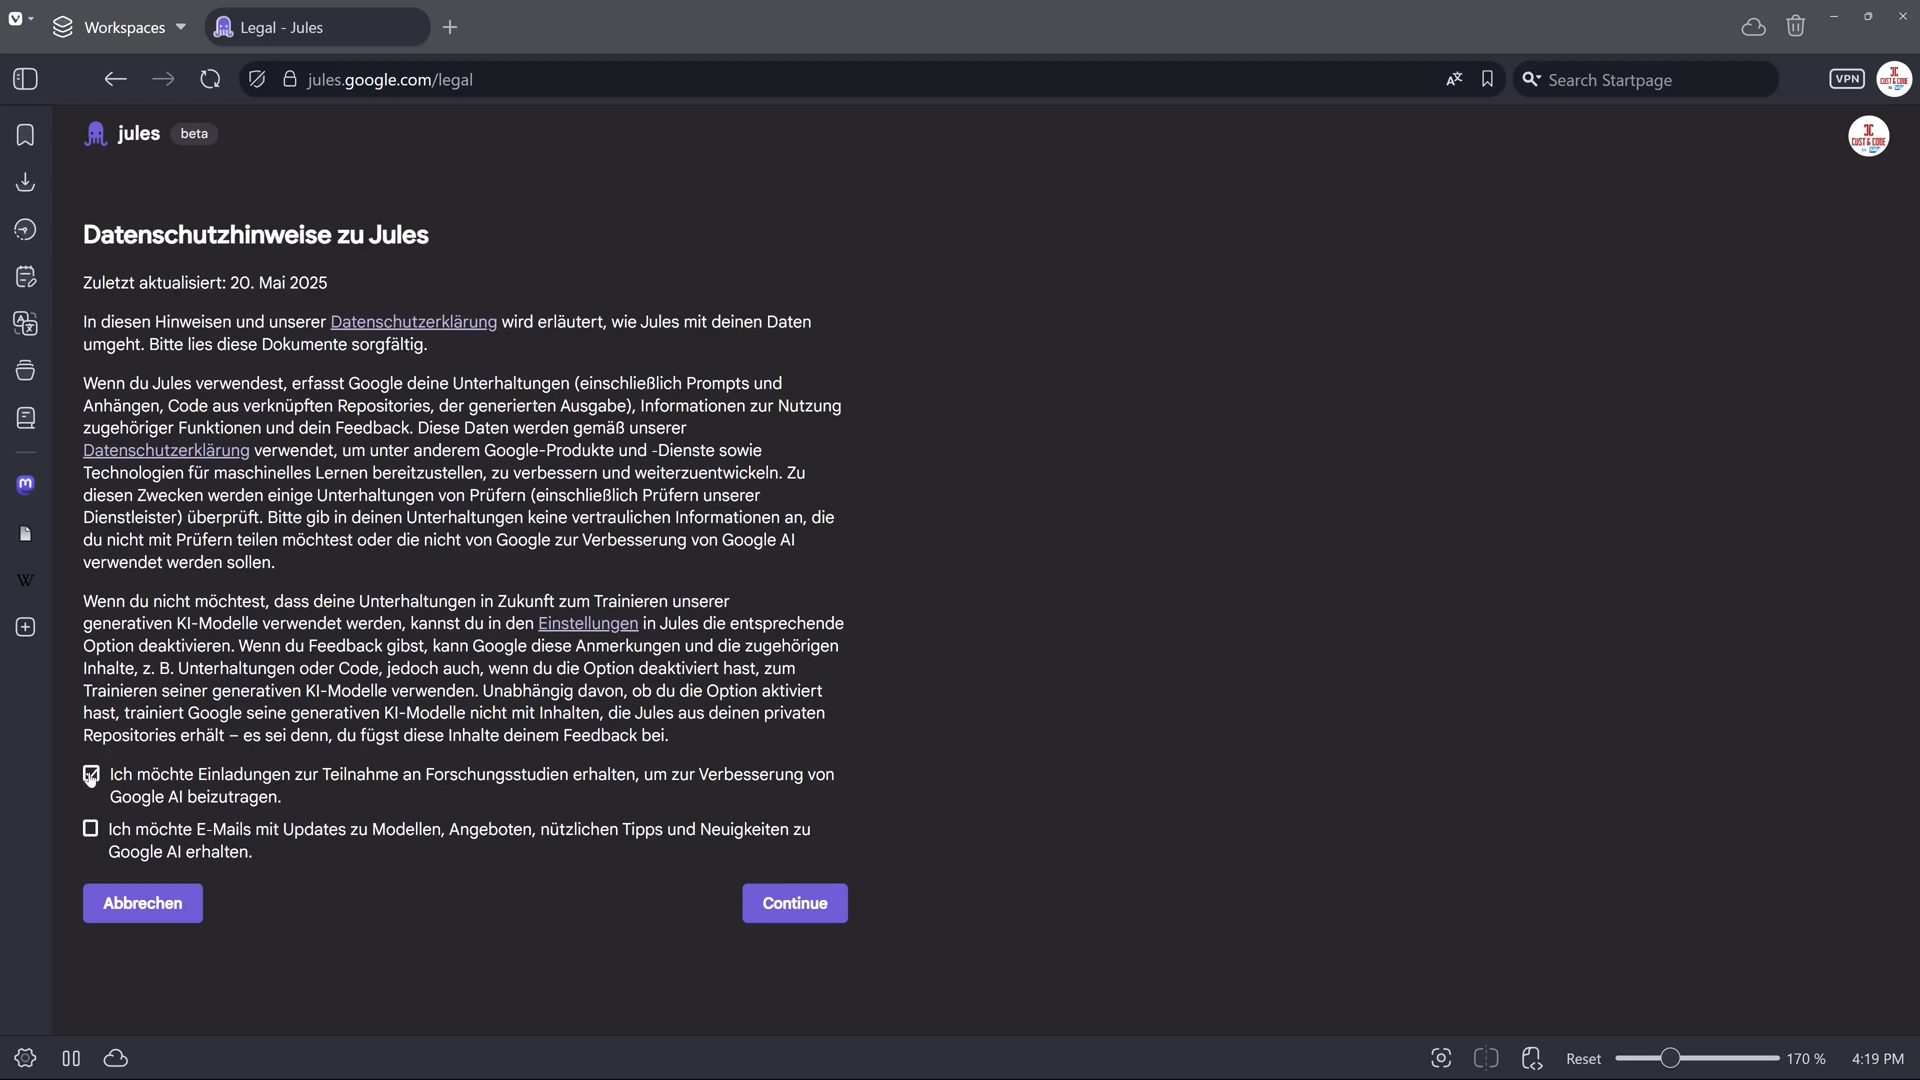 Workspaces
Legal - Jules
jules.google.com/legal
Search Startpage
VPN
CUST & CODE
jules
beta
CUST & CODE
Datenschutzhinweise zu Jules
Zuletzt aktualisiert: 20. Mai 2025
In diesen Hinweisen und unserer Datenschutzerklärung wird erläutert, wie Jules mit deinen Daten
umgeht. Bitte lies diese Dokumente sorgfältig.
Wenn du Jules verwendest, erfasst Google deine Unterhaltungen (einschließlich Prompts und
Anhängen, Code aus verknüpften Repositories, der generierten Ausgabe), Informationen zur Nutzung
zugehöriger Funktionen und dein Feedback. Diese Daten werden gemäß unserer
Datenschutzerklärung verwendet, um unter anderem Google-Produkte und -Dienste sowie
Technologien für maschinelles Lernen bereitzustellen, zu verbessern und weiterzuentwickeln. Zu
diesen Zwecken werden einige Unterhaltungen von Prüfern (einschließlich Prüfern unserer
Dienstleister) überprüft. Bitte gib in deinen Unterhaltungen keine vertraulichen Informationen an, die
du nicht mit Prüfern teilen möchtest oder die nicht von Google zur Verbesserung von Google AI
verwendet werden sollen.
Wenn du nicht möchtest, dass deine Unterhaltungen in Zukunft zum Trainieren unserer
generativen KI-Modelle verwendet werden, kannst du in den Einstellungen in Jules die entsprechende
Option deaktivieren. Wenn du Feedback gibst, kann Google diese Anmerkungen und die zugehörigen
Inhalte, z. B. Unterhaltungen oder Code, jedoch auch, wenn du die Option deaktiviert hast, zum
Trainieren seiner generativen KI-Modelle verwenden. Unabhängig davon, ob du die Option aktiviert
hast, trainiert Google seine generativen KI-Modelle nicht mit Inhalten, die Jules aus deinen privaten
Repositories erhält – es sei denn, du fügst diese Inhalte deinem Feedback bei.
Ich möchte Einladungen zur Teilnahme an Forschungsstudien erhalten, um zur Verbesserung von
Google AI beizutragen.
Ich möchte E-Mails mit Updates zu Modellen, Angeboten, nützlichen Tipps und Neuigkeiten zu
Google AI erhalten.
Abbrechen
Continue
Reset
170 %
4:19 PM